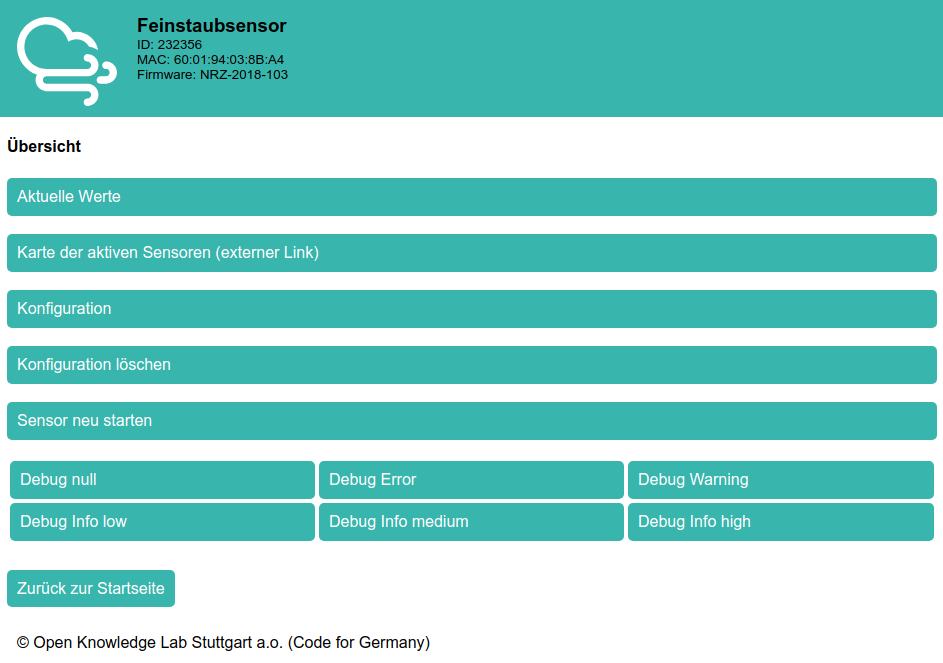 Feinstaubsensor
ID: 232356
MAC: 60:01:94:03:8B:A4
Firmware: NRZ-2018-103
Übersicht
Aktuelle Werte
Karte der aktiven Sensoren (externer Link)
Konfiguration
Konfiguration löschen
Sensor neu starten
Debug null Debug Error Debug Warning
Debug Info low Debug Info medium Debug Info high
Zurück zur Startseite
© Open Knowledge Lab Stuttgart a.o. (Code for Germany)